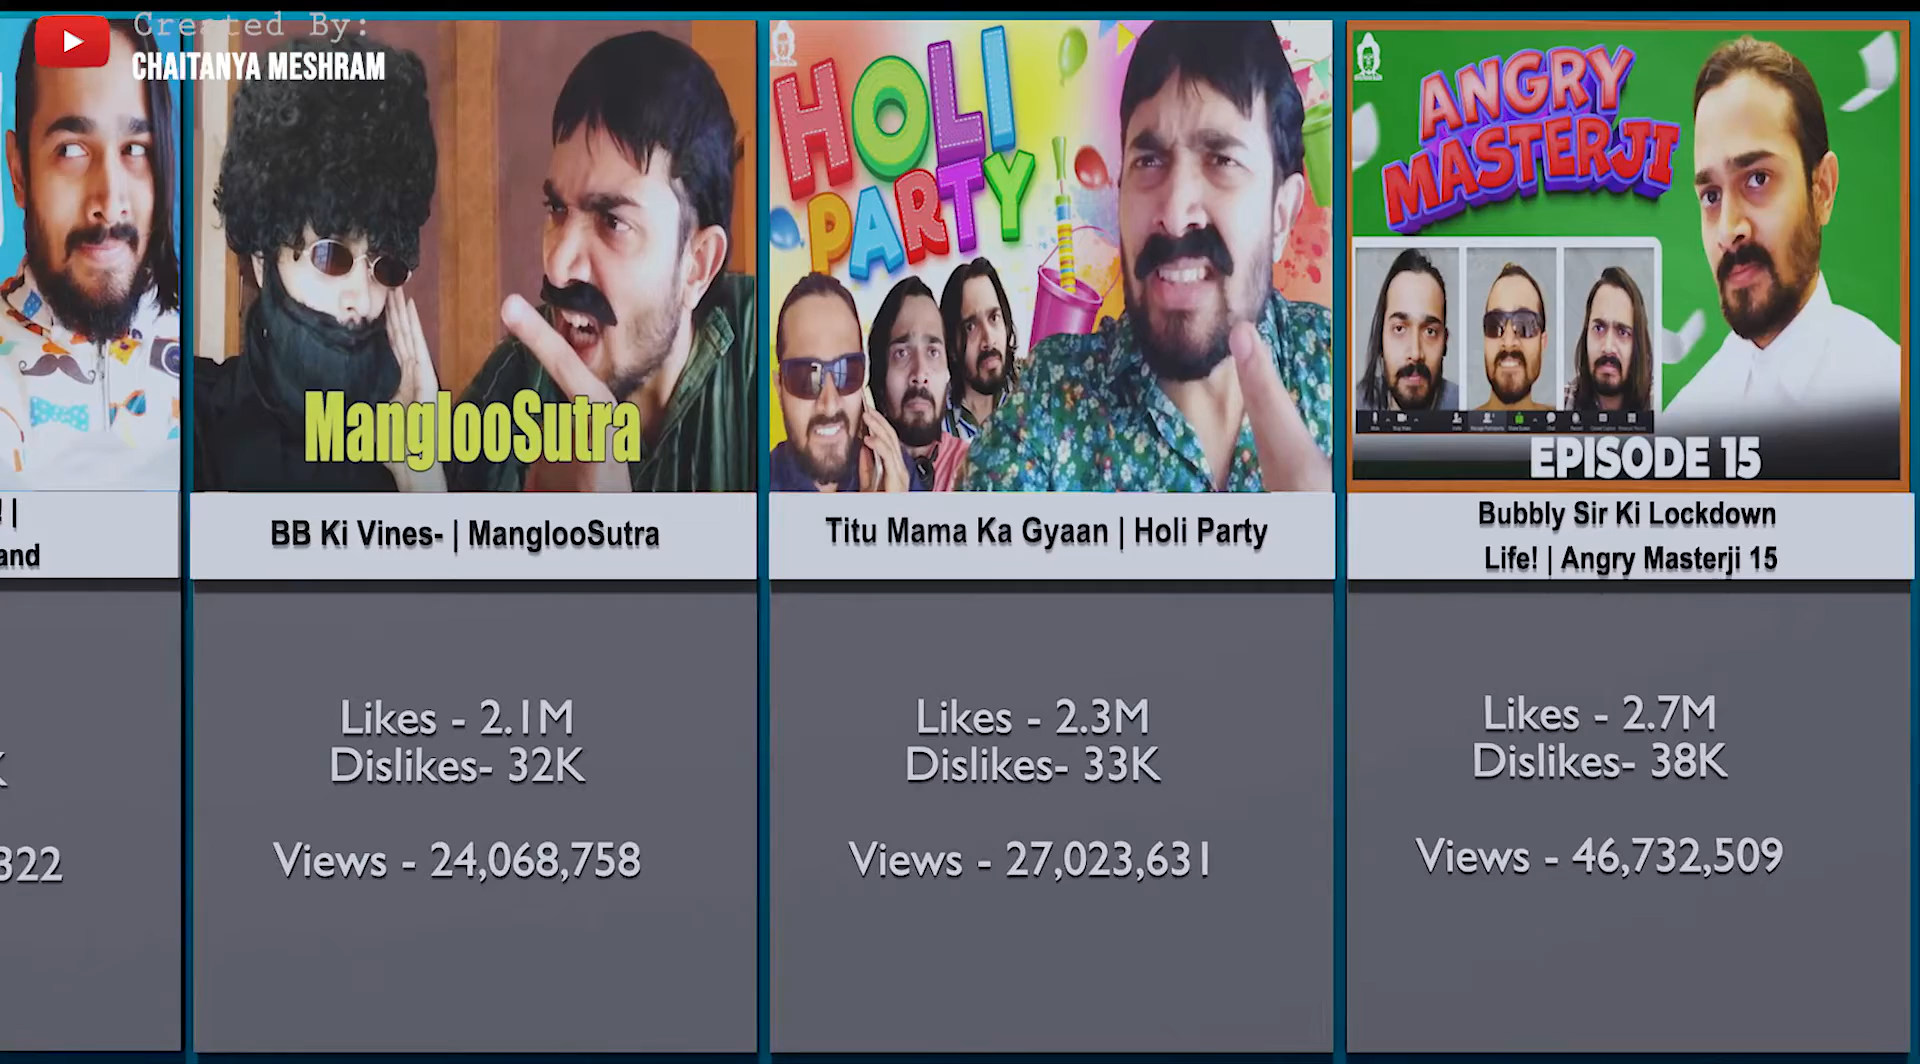 Created By:
CHAITANYA MESHRAM
! |
and
322
ManglooSutra
BB Ki Vines- | ManglooSutra
Likes - 2.1M
Dislikes- 32K
Views - 24,068,758
HOLI
PARTY
Titu Mama Ka Gyaan | Holi Party
Likes - 2.3M
Dislikes- 33K
Views - 27,023,631
ANGRY
MASTERJI
EPISODE 15
Bubbly Sir Ki Lockdown
Life! | Angry Masterji 15
Likes - 2.7M
Dislikes- 38K
Views - 46,732,509